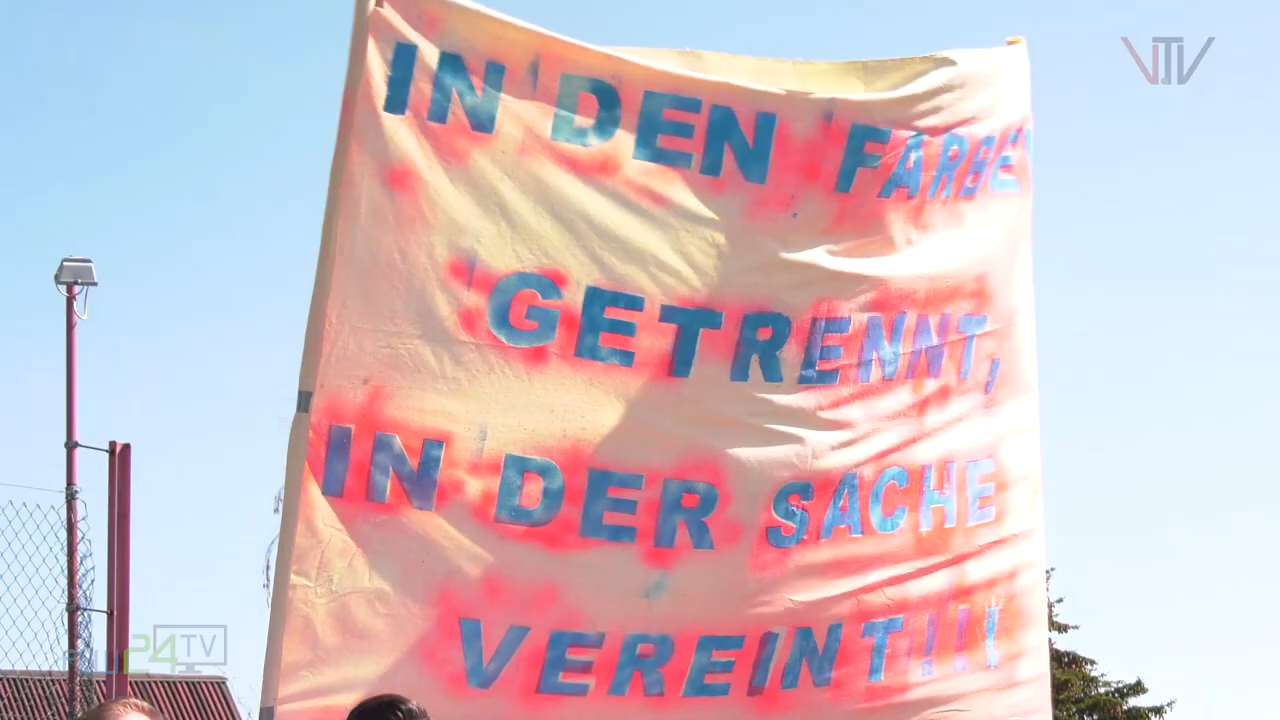 IN DEN FARBEN
GETRENNT,
IN DER SACHE
VEREINT!!!
VTV
24TV